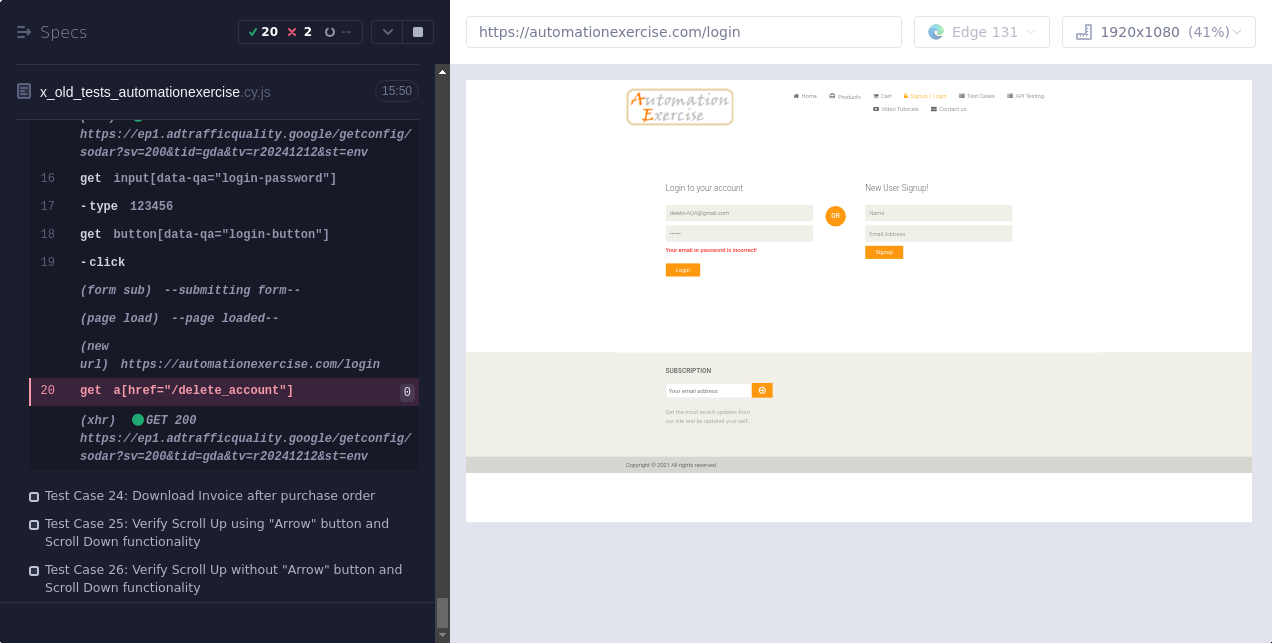 Specs
20
2
--
x_old_tests_automationexercise.cy.js
15:50
https://ep1.adtrafficquality.google/getconfig/
sodar?sv=200&tid=gda&tv=r20241212&st=env
16 get input[data-qa="login-password"]
17 -type 123456
18 get button[data-qa="login-button"]
19 -click
(form sub) --submitting form--
(page load) --page loaded--
(new
url) https://automationexercise.com/login
20 get a[href="/delete_account"]
0
(xhr) GET 200
https://ep1.adtrafficquality.google/getconfig/
sodar?sv=200&tid=gda&tv=r20241212&st=env
Test Case 24: Download Invoice after purchase order
Test Case 25: Verify Scroll Up using "Arrow" button and
Scroll Down functionality
Test Case 26: Verify Scroll Up without "Arrow" button and
Scroll Down functionality
https://automationexercise.com/login
Edge 131
1920x1080 (41%)
Automation
Exercise
Home Products Cart Signup / Login Test Cases API Testing
Video Tutorials Contact us
Login to your account
delete.AQA@gmail.com
Your email or password is incorrect!
Login
OR
New User Signup!
Name
Email Address
Signup
SUBSCRIPTION
Your email address
Get the most recent updates from
our site and be updated your self...
Copyright © 2021 All rights reserved